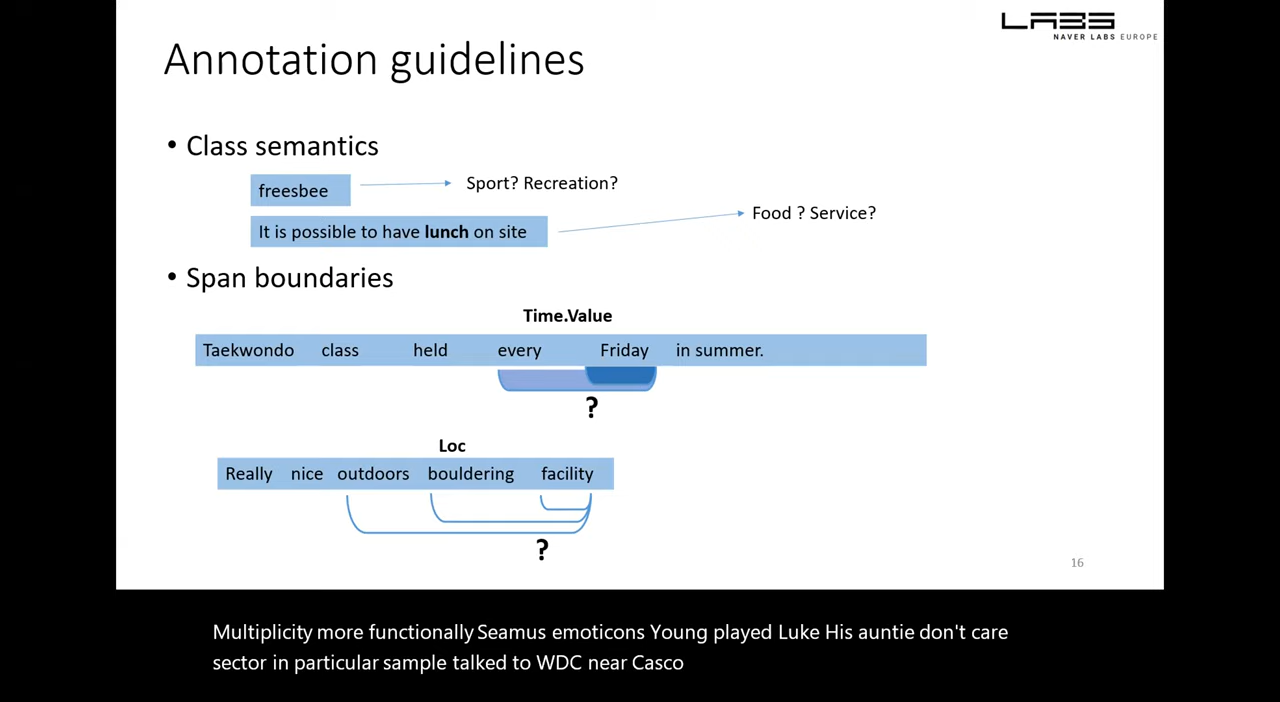 LABS
NAVER LABS EUROPE
Annotation guidelines
• Class semantics
freesbee
Sport? Recreation?
It is possible to have lunch on site
Food ? Service?
• Span boundaries
Time.Value
Taekwondo class held every Friday in summer.
?
Loc
Really nice outdoors bouldering facility
?
16
Multiplicity more functionally Seamus emoticons Young played Luke His auntie don't care
sector in particular sample talked to WDC near Casco